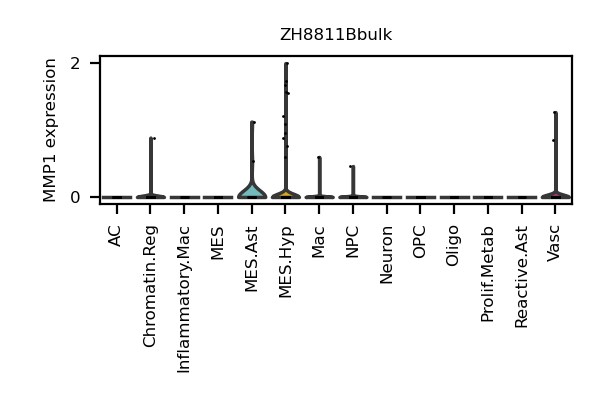 ZH8811Bbulk
MMP1 expression
2
0
AC
Chromatin.Reg
Inflammatory.Mac
MES
MES.Ast
MES.Hyp
Mac
NPC
Neuron
OPC
Oligo
Prolif.Metab
Reactive.Ast
Vasc